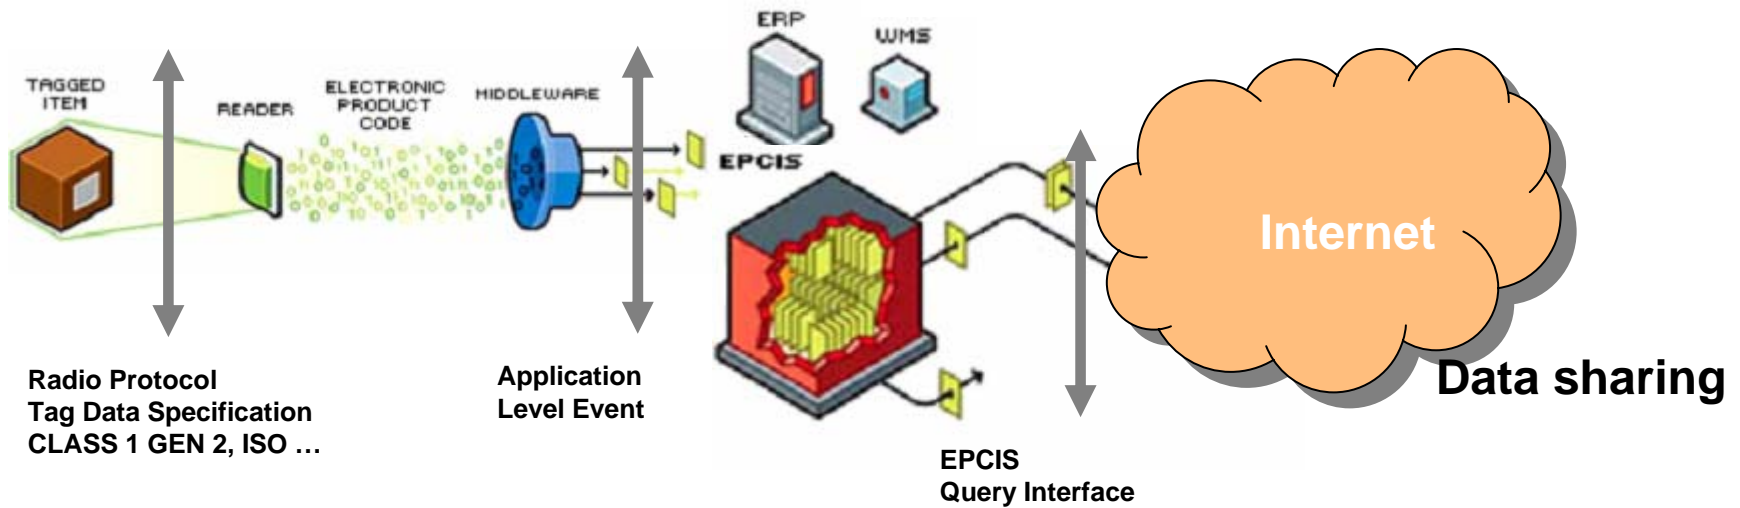 TAGGED
ITEM
READER
ELECTRONIC
PRODUCT
CODE
MIDDLEWARE
ERP
WMS
EPCIS
Internet
Data sharing
Radio Protocol
Tag Data Specification
CLASS 1 GEN 2, ISO …
Application
Level Event
EPCIS
Query Interface